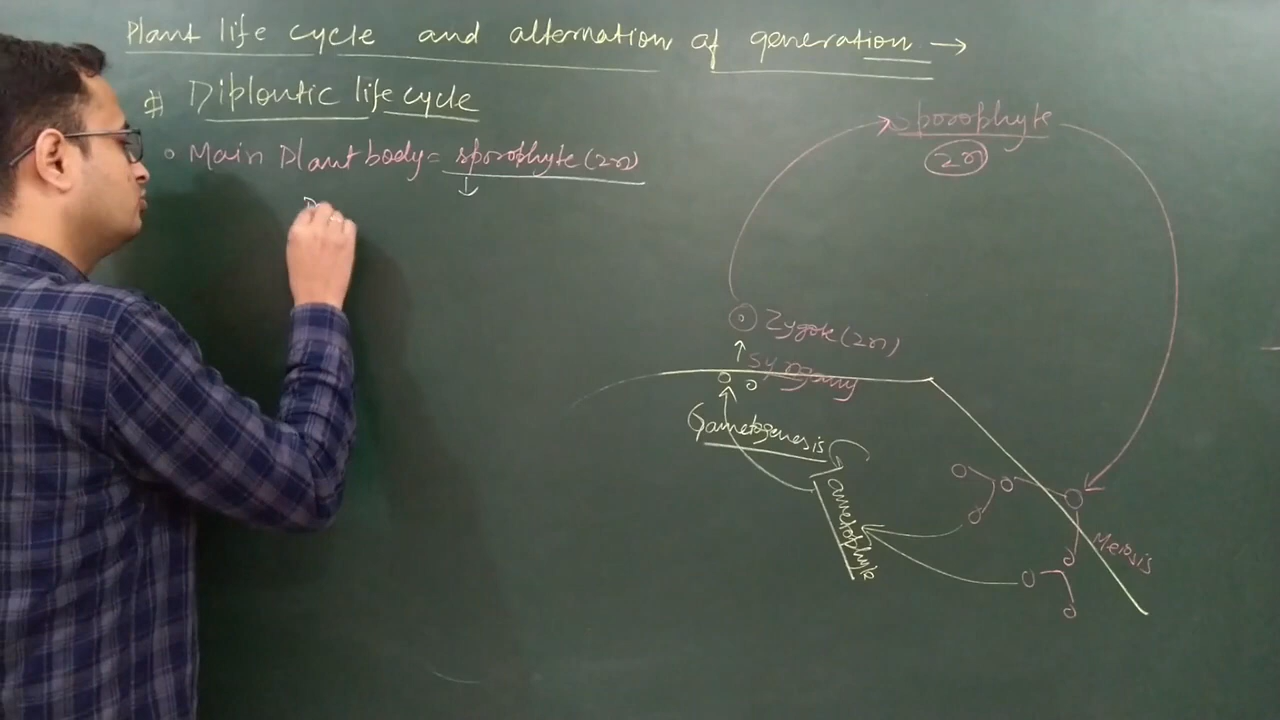 Plant life cycle and alternation of generation →
# Diplontic life cycle
• Main Plant body = sporophyte (2n)
↓
sporophyte
2n
Zygote (2n)
syngamy
Gametogenesis
Gametophyte
Meiosis